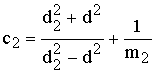 c₂ = (d₂² + d²)/(d₂² − d²) + 1/m₂